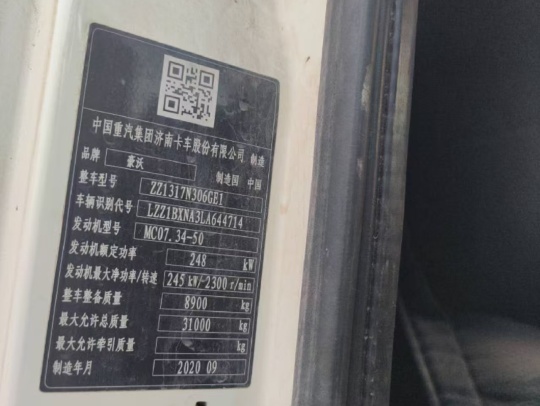 中国重汽集团济南卡车股份有限公司 制造
品牌 豪沃 制造国 中国
整车型号 ZZ1317N306GE1
车辆识别代号 LZZ1BXNA3LA644714
发动机型号 MC07.34-50
发动机额定功率 248 kW
发动机最大净功率/转速 245 kW/2300 r/min
整车整备质量 8900 kg
最大允许总质量 31000 kg
最大允许牵引质量 kg
制造年月 2020 09